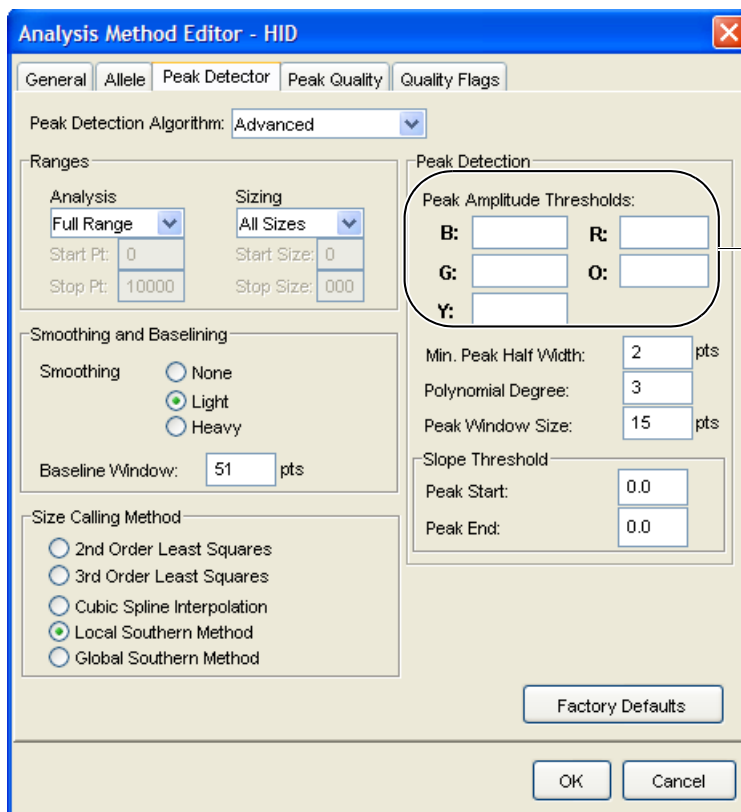 Analysis Method Editor - HID
General Allele Peak Detector Peak Quality Quality Flags
Peak Detection Algorithm: Advanced
Ranges
Analysis Sizing
Full Range All Sizes
Start Pt: 0 Start Size: 0
Stop Pt: 10000 Stop Size: 000
Smoothing and Baselining
Smoothing None
Light
Heavy
Baseline Window: 51 pts
Size Calling Method
2nd Order Least Squares
3rd Order Least Squares
Cubic Spline Interpolation
Local Southern Method
Global Southern Method
Peak Detection
Peak Amplitude Thresholds:
B: R:
G: O:
Y:
Min. Peak Half Width: 2 pts
Polynomial Degree: 3
Peak Window Size: 15 pts
Slope Threshold
Peak Start: 0.0
Peak End: 0.0
Factory Defaults
OK Cancel